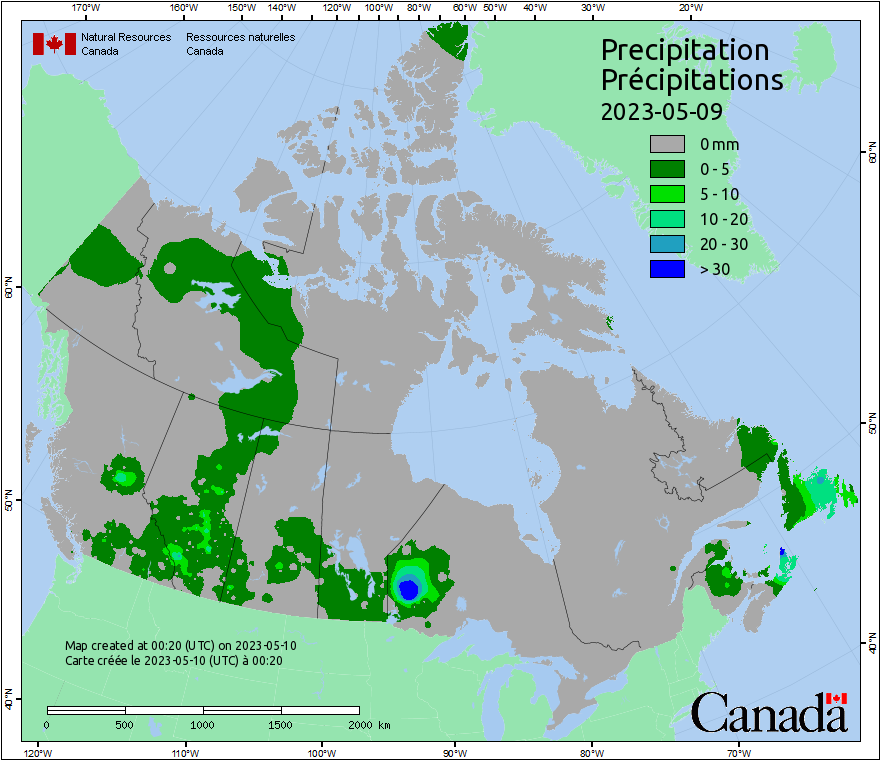 170°W 160°W 150°W 140°W 130°W 120°W 110°W 100°W 90°W 80°W 60°W 50°W 40°W 30°W 20°W
Natural Resources Canada
Ressources naturelles Canada
Precipitation
Précipitations
2023-05-09
0 mm
0 - 5
5 - 10
10 - 20
20 - 30
> 30
60°N
50°N
40°N
60°N
50°N
40°N
Map created at 00:20 (UTC) on 2023-05-10
Carte créée le 2023-05-10 (UTC) à 00:20
0 500 1000 1500 2000 km
Canada
120°W 110°W 100°W 90°W 80°W 70°W